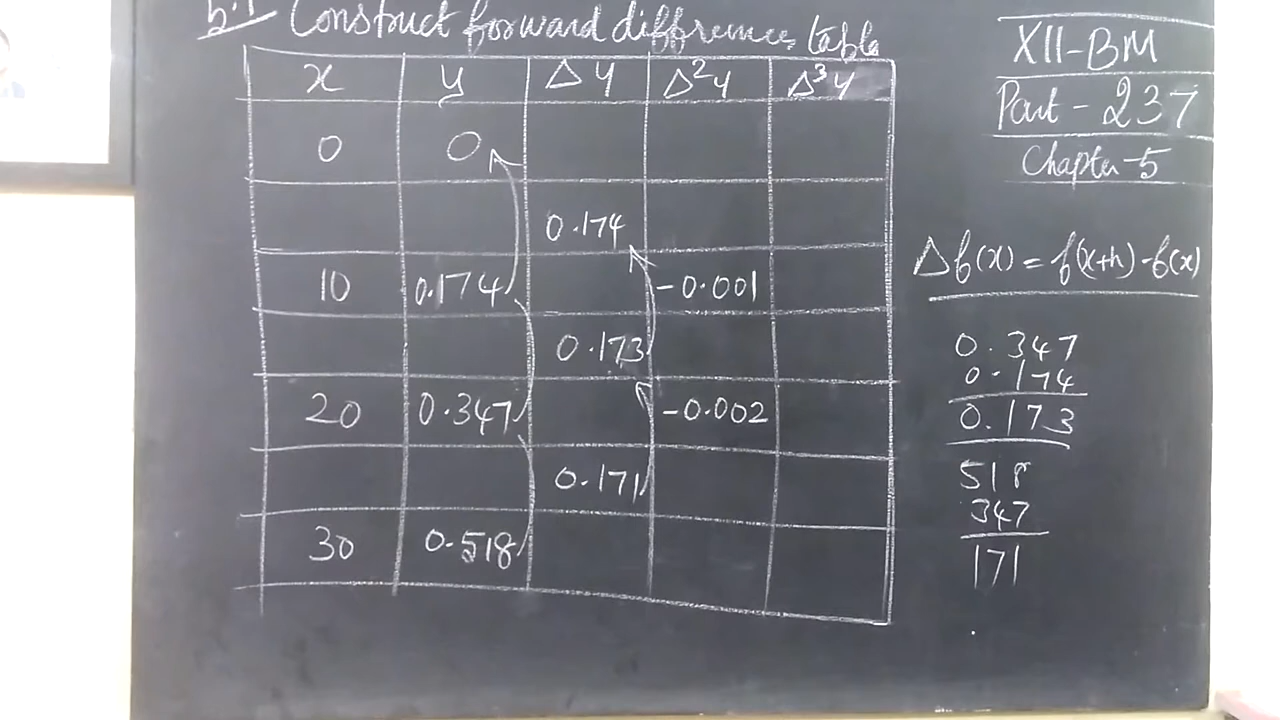 5.1 Construct forward difference table
x y Δy Δ²y Δ³y
0 0
0.174
10 0.174 -0.001
0.173
20 0.347 -0.002
0.171
30 0.518
XII-BM
Part - 237
Chapter-5
Δf(x) = f(x+h)-f(x)
0.347
0.174
0.173
518
347
171